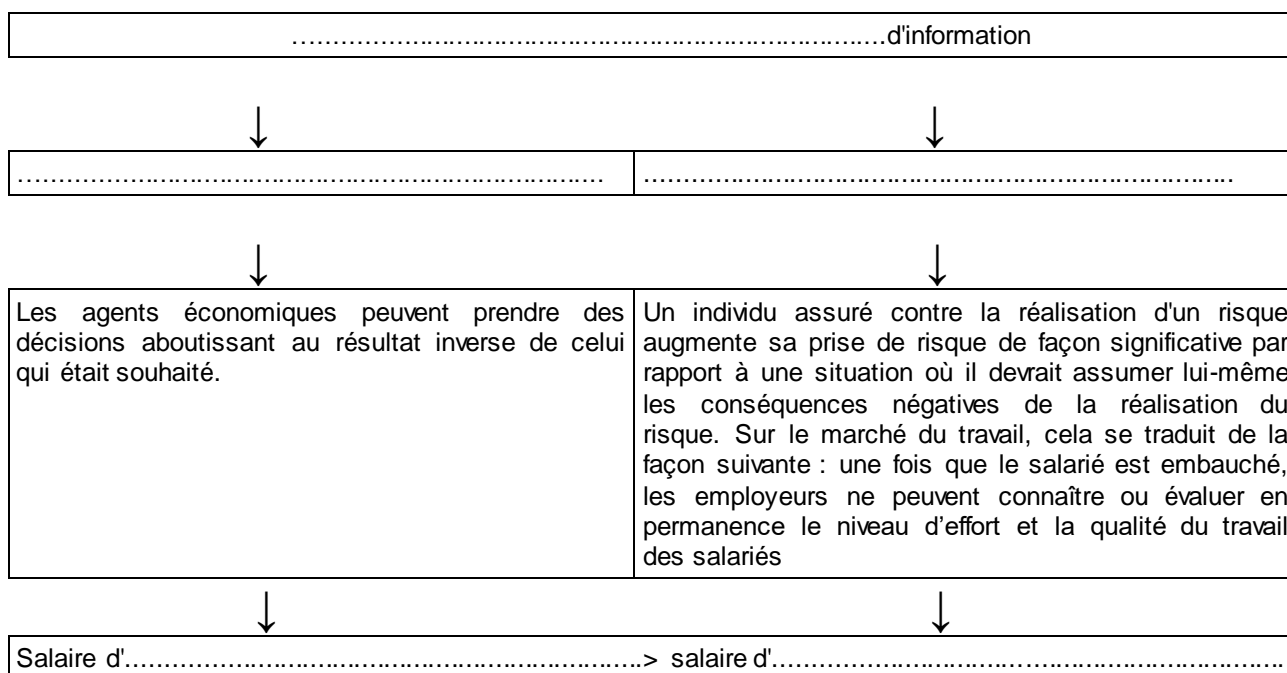 …………………………………………………………….d'information
↓ ↓
……………………………………………………………
……………………………………………………………..
↓ ↓
Les agents économiques peuvent prendre des
décisions aboutissant au résultat inverse de celui
qui était souhaité.
Un individu assuré contre la réalisation d'un risque
augmente sa prise de risque de façon significative par
rapport à une situation où il devrait assumer lui-même
les conséquences négatives de la réalisation du
risque. Sur le marché du travail, cela se traduit de la
façon suivante : une fois que le salarié est embauché,
les employeurs ne peuvent connaître ou évaluer en
permanence le niveau d’effort et la qualité du travail
des salariés
↓ ↓
Salaire d'…………………………………………………….> salaire d'…………………………………………………….